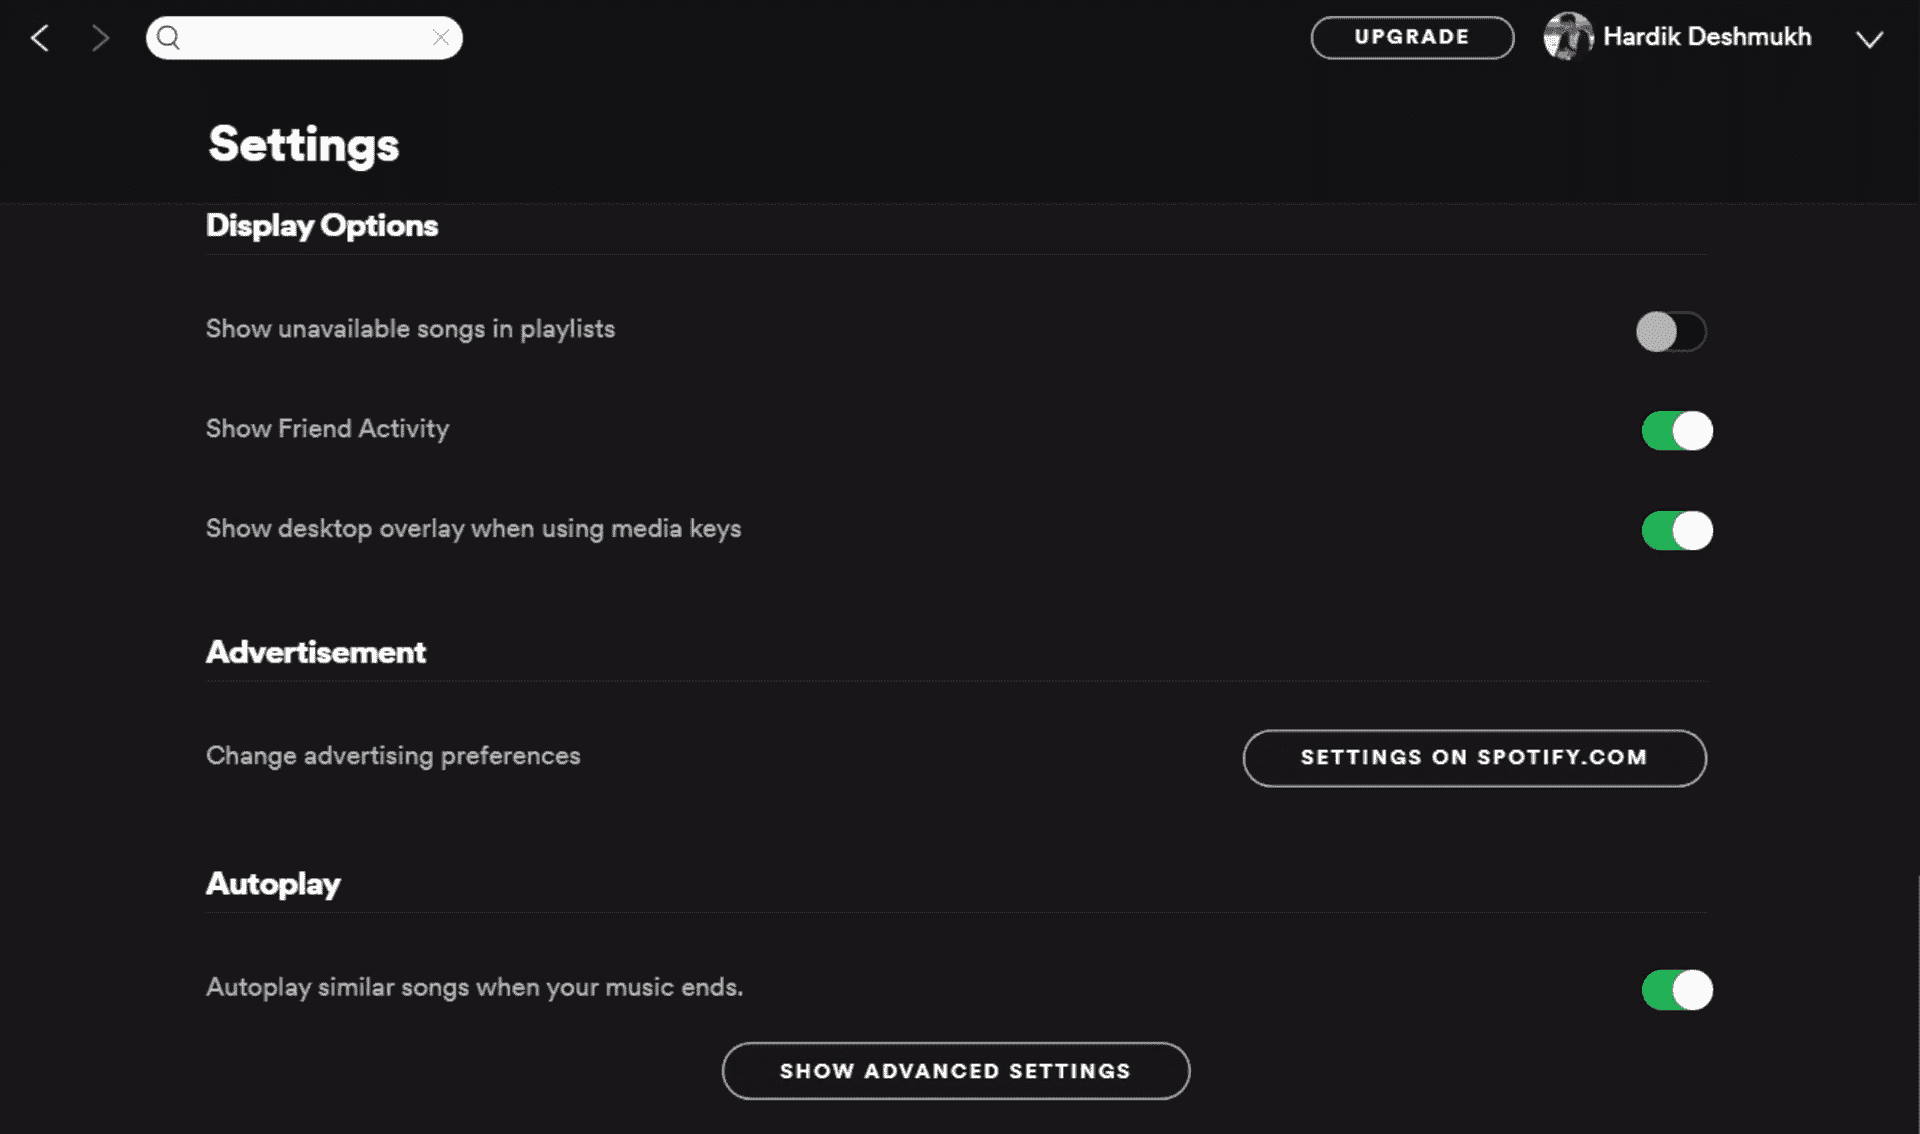 UPGRADE
Hardik Deshmukh
Settings
Display Options
Show unavailable songs in playlists
Show Friend Activity
Show desktop overlay when using media keys
Advertisement
Change advertising preferences
SETTINGS ON SPOTIFY.COM
Autoplay
Autoplay similar songs when your music ends.
SHOW ADVANCED SETTINGS